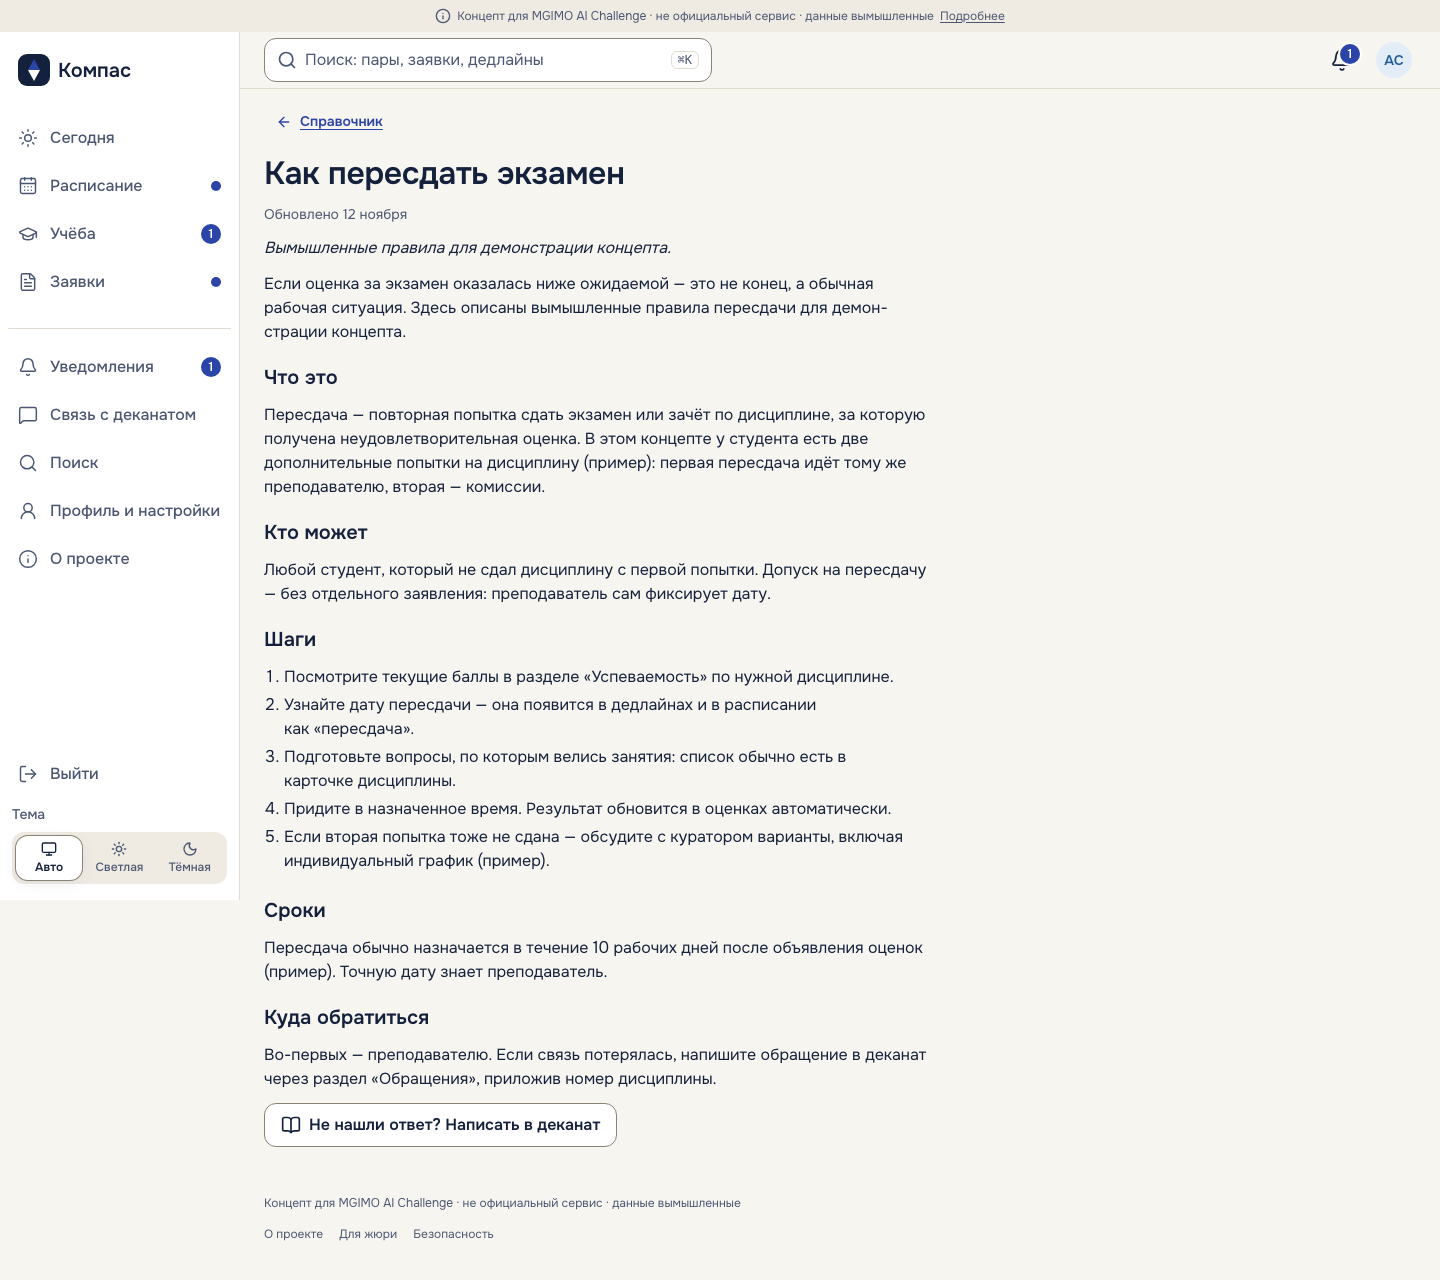 Концепт для MGIMO AI Challenge · не официальный сервис · данные вымышленные Подробнее
Компас
Поиск: пары, заявки, дедлайны
⌘K
1
АС
Сегодня
Расписание
Учёба
1
Заявки
Уведомления
1
Связь с деканатом
Поиск
Профиль и настройки
О проекте
Выйти
Тема
Авто
Светлая
Тёмная
Справочник
Как пересдать экзамен
Обновлено 12 ноября
Вымышленные правила для демонстрации концепта.
Если оценка за экзамен оказалась ниже ожидаемой — это не конец, а обычная
рабочая ситуация. Здесь описаны вымышленные правила пересдачи для демон-
страции концепта.
Что это
Пересдача — повторная попытка сдать экзамен или зачёт по дисциплине, за которую
получена неудовлетворительная оценка. В этом концепте у студента есть две
дополнительные попытки на дисциплину (пример): первая пересдача идёт тому же
преподавателю, вторая — комиссии.
Кто может
Любой студент, который не сдал дисциплину с первой попытки. Допуск на пересдачу
— без отдельного заявления: преподаватель сам фиксирует дату.
Шаги
1. Посмотрите текущие баллы в разделе «Успеваемость» по нужной дисциплине.
2. Узнайте дату пересдачи — она появится в дедлайнах и в расписании
как «пересдача».
3. Подготовьте вопросы, по которым велись занятия: список обычно есть в
карточке дисциплины.
4. Придите в назначенное время. Результат обновится в оценках автоматически.
5. Если вторая попытка тоже не сдана — обсудите с куратором варианты, включая
индивидуальный график (пример).
Сроки
Пересдача обычно назначается в течение 10 рабочих дней после объявления оценок
(пример). Точную дату знает преподаватель.
Куда обратиться
Во-первых — преподавателю. Если связь потерялась, напишите обращение в деканат
через раздел «Обращения», приложив номер дисциплины.
Не нашли ответ? Написать в деканат
Концепт для MGIMO AI Challenge · не официальный сервис · данные вымышленные
О проекте Для жюри Безопасность